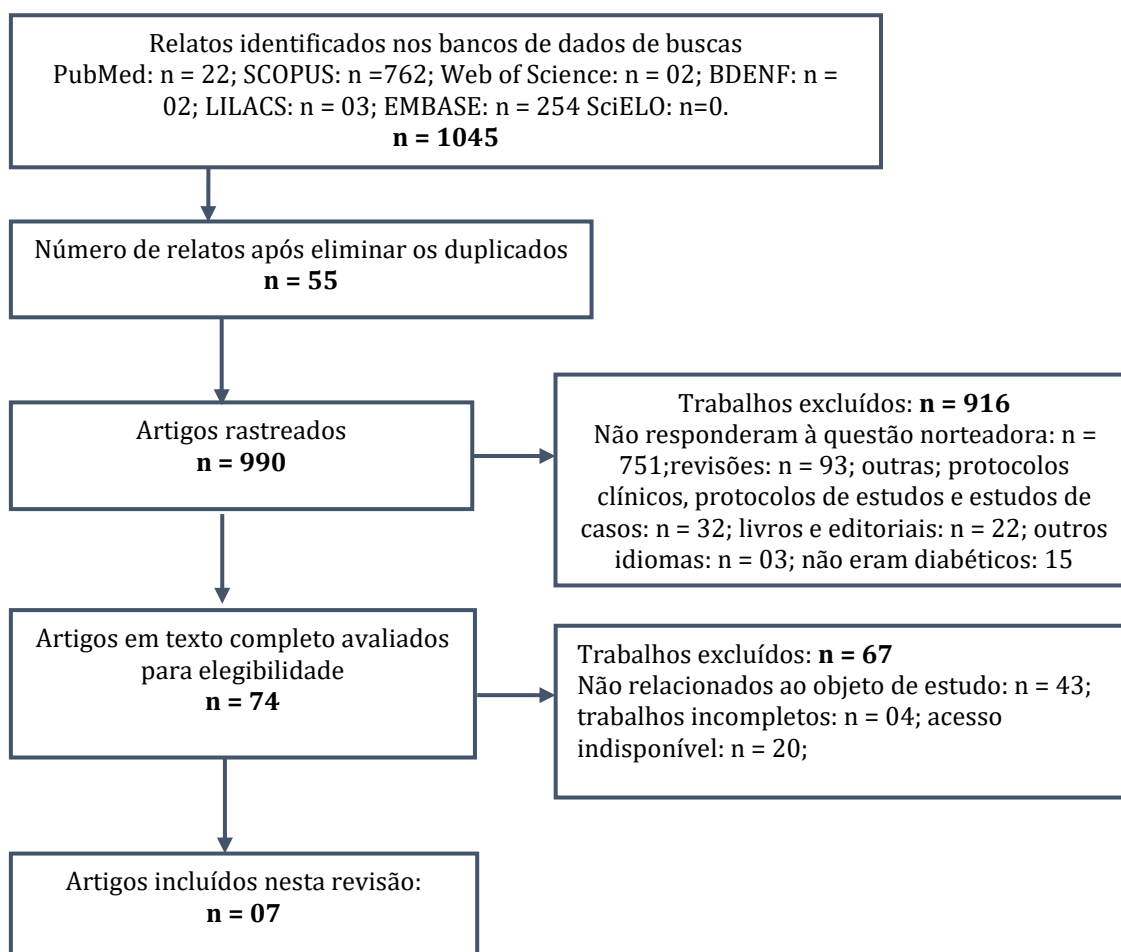 Relatos identificados nos bancos de dados de buscas
PubMed: n = 22; SCOPUS: n =762; Web of Science: n = 02; BDENF: n =
02; LILACS: n = 03; EMBASE: n = 254 SciELO: n=0.
n = 1045
Número de relatos após eliminar os duplicados
n = 55
Artigos rastreados
n = 990
Trabalhos excluídos: n = 916
Não responderam à questão norteadora: n =
751;revisões: n = 93; outras; protocolos
clínicos, protocolos de estudos e estudos de
casos: n = 32; livros e editoriais: n = 22; outros
idiomas: n = 03; não eram diabéticos: 15
Artigos em texto completo avaliados
para elegibilidade
n = 74
Trabalhos excluídos: n = 67
Não relacionados ao objeto de estudo: n = 43;
trabalhos incompletos: n = 04; acesso
indisponível: n = 20;
Artigos incluídos nesta revisão:
n = 07